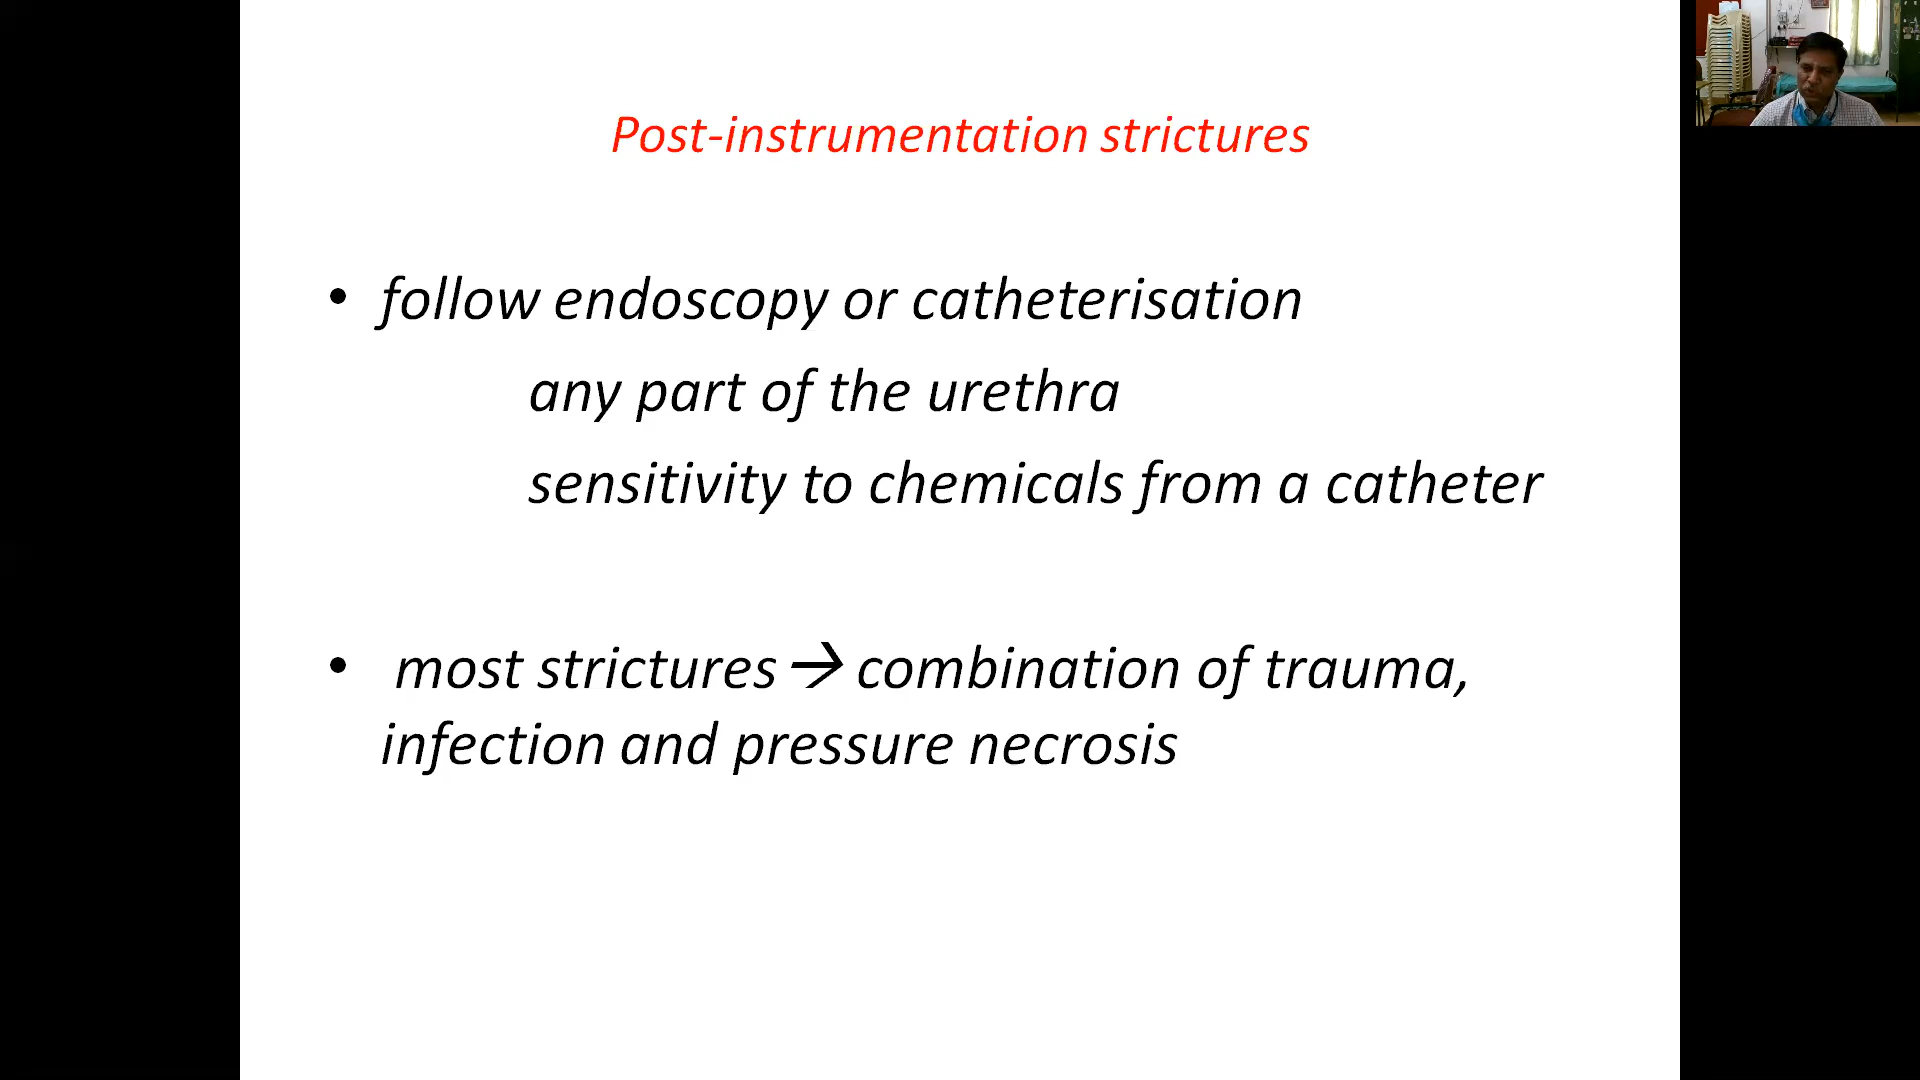 Post-instrumentation strictures
• follow endoscopy or catheterisation
any part of the urethra
sensitivity to chemicals from a catheter
• most strictures → combination of trauma,
infection and pressure necrosis